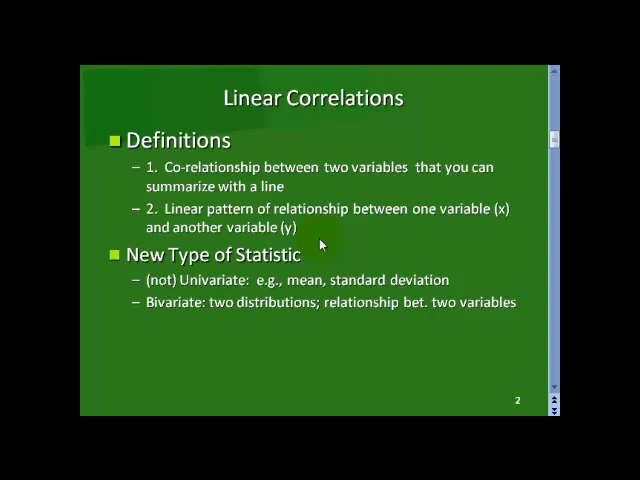 Linear Correlations
Definitions
– 1. Co-relationship between two variables that you can
summarize with a line
– 2. Linear pattern of relationship between one variable (x)
and another variable (y)
New Type of Statistic
– (not) Univariate: e.g., mean, standard deviation
– Bivariate: two distributions; relationship bet. two variables
2